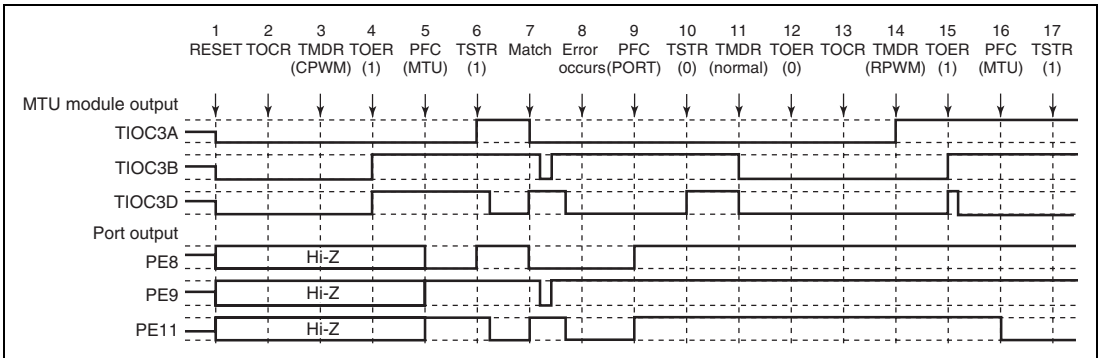 1 2 3 4 5 6 7 8 9 10 11 12 13 14 15 16 17
RESET TOCR TMDR TOER PFC TSTR Match Error PFC TSTR TMDR TOER TOCR TMDR TOER PFC TSTR
(CPWM) (1) (MTU) (1) occurs (PORT) (0) (normal) (0) (RPWM) (1) (MTU) (1)
MTU module output
TIOC3A
TIOC3B
TIOC3D
Port output
PE8 Hi-Z
PE9 Hi-Z
PE11 Hi-Z